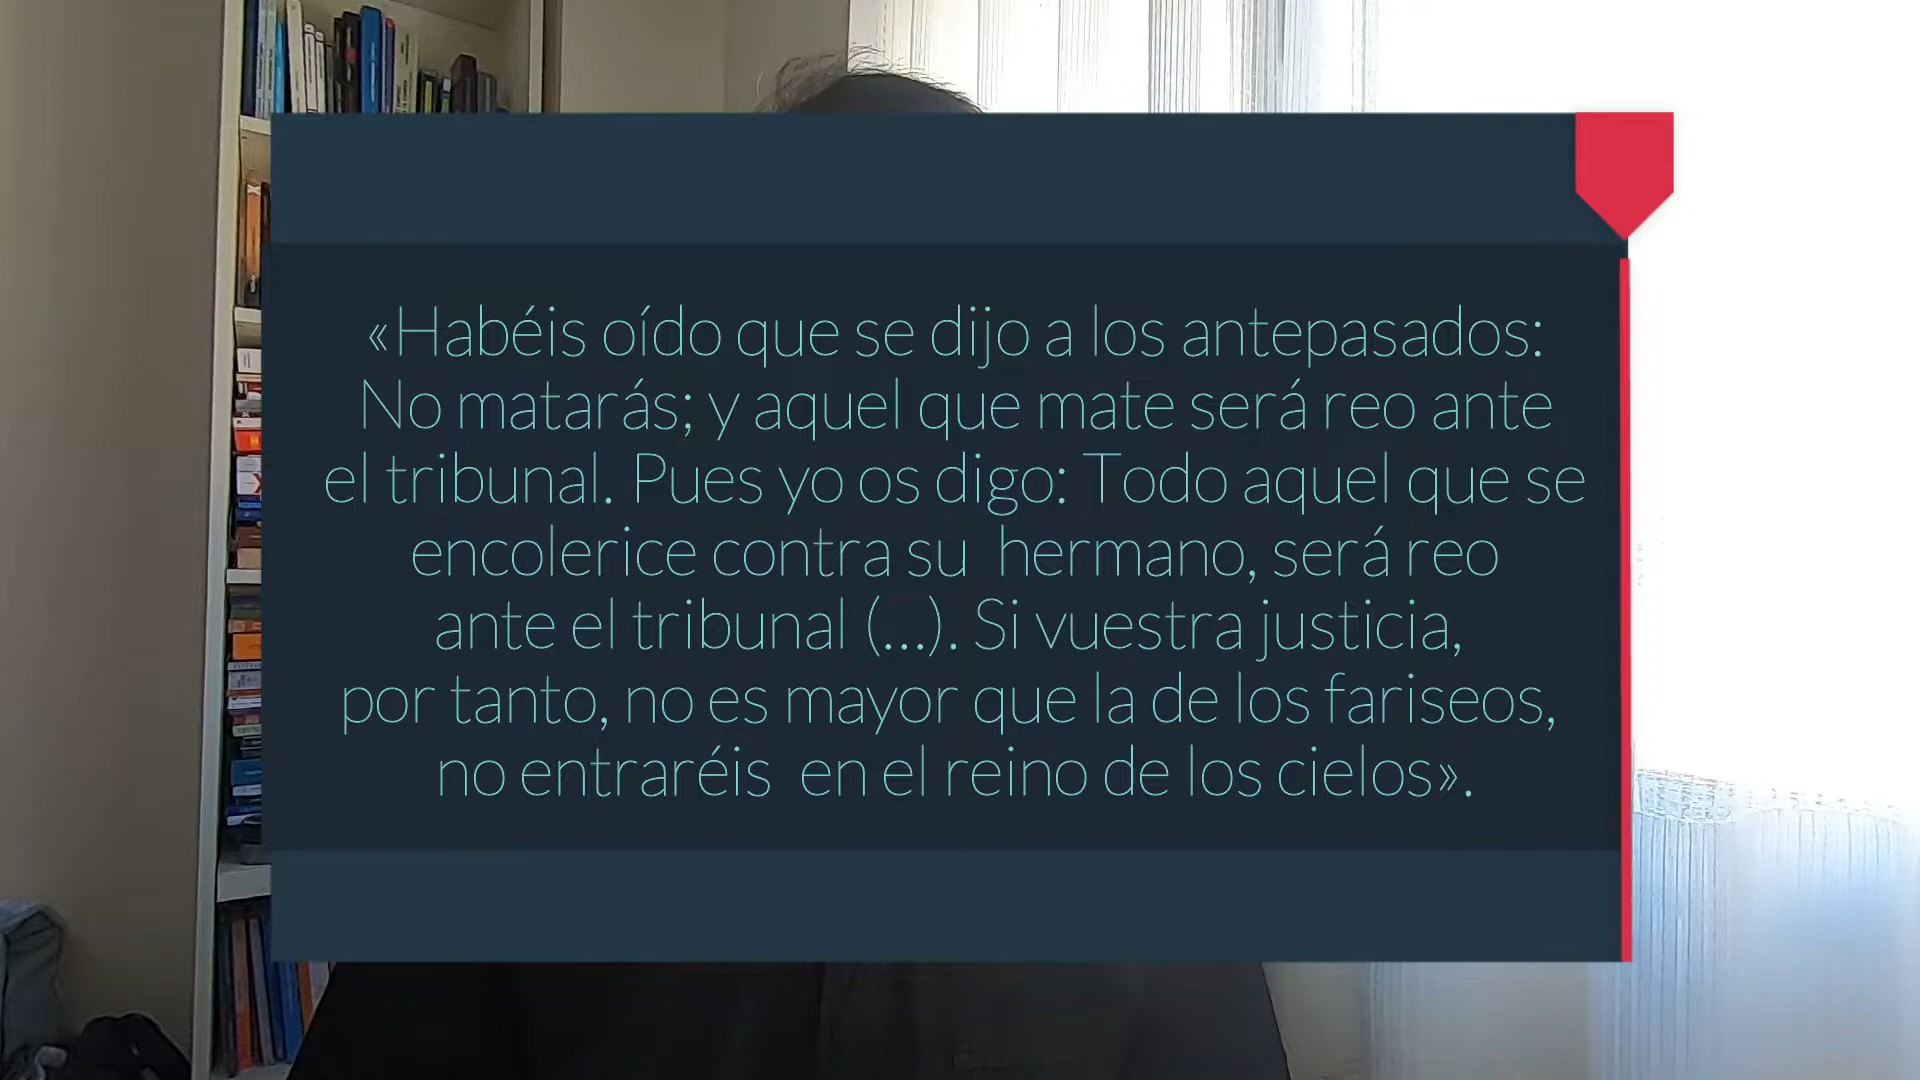 «Habéis oído que se dijo a los antepasados:
No matarás; y aquel que mate será reo ante
el tribunal. Pues yo os digo: Todo aquel que se
encolerice contra su hermano, será reo
ante el tribunal (...). Si vuestra justicia,
por tanto, no es mayor que la de los fariseos,
no entraréis en el reino de los cielos».